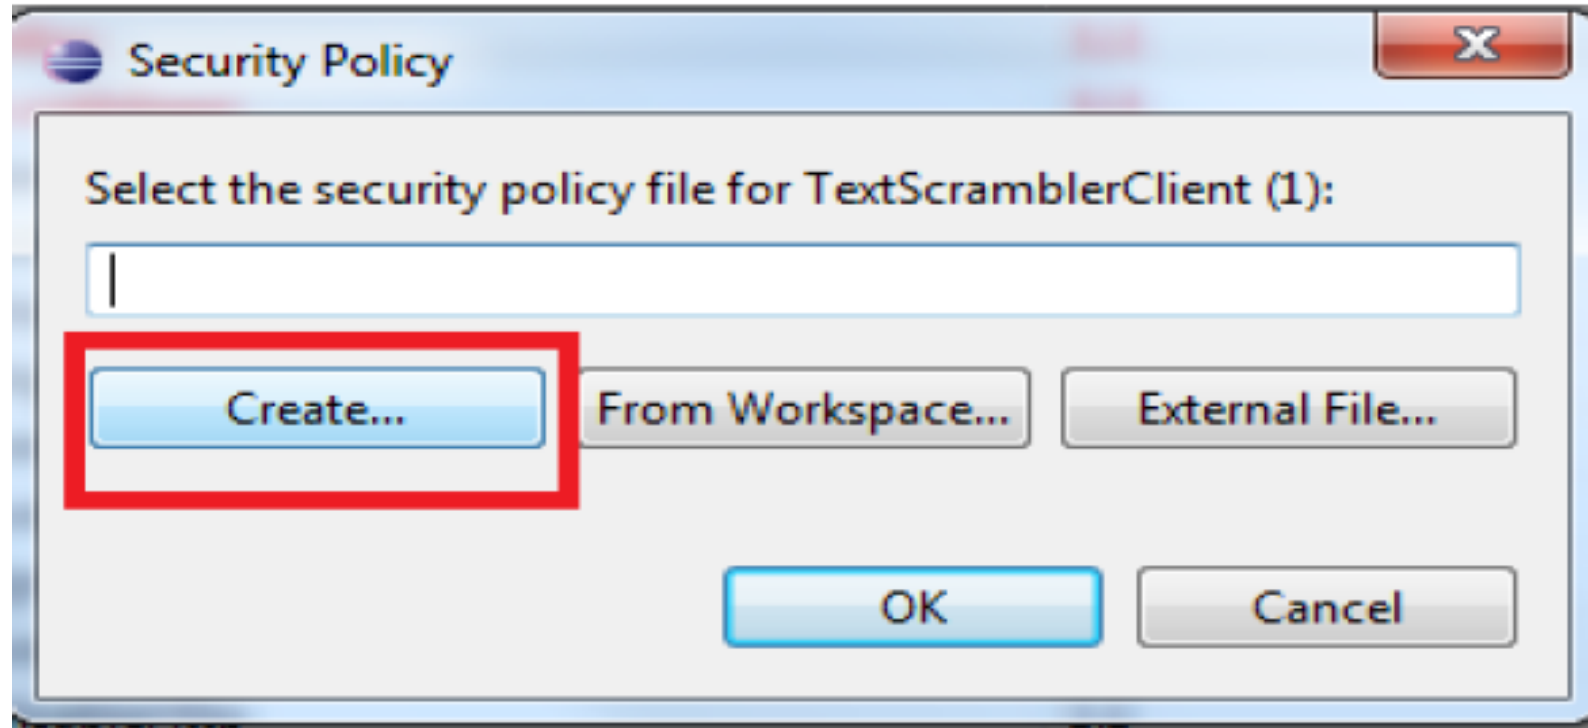 Security Policy
Select the security policy file for TextScramblerClient (1):
Create...
From Workspace...
External File...
OK
Cancel